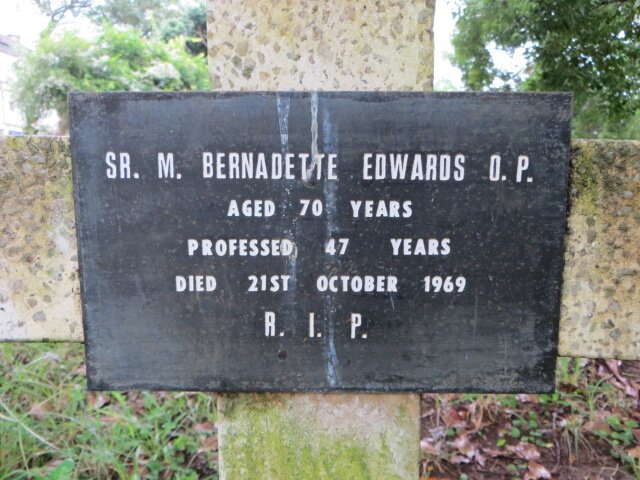 SR. M. BERNADETTE EDWARDS O.P.
AGED 70 YEARS
PROFESSED 47 YEARS
DIED 21ST OCTOBER 1969
R. I. P.